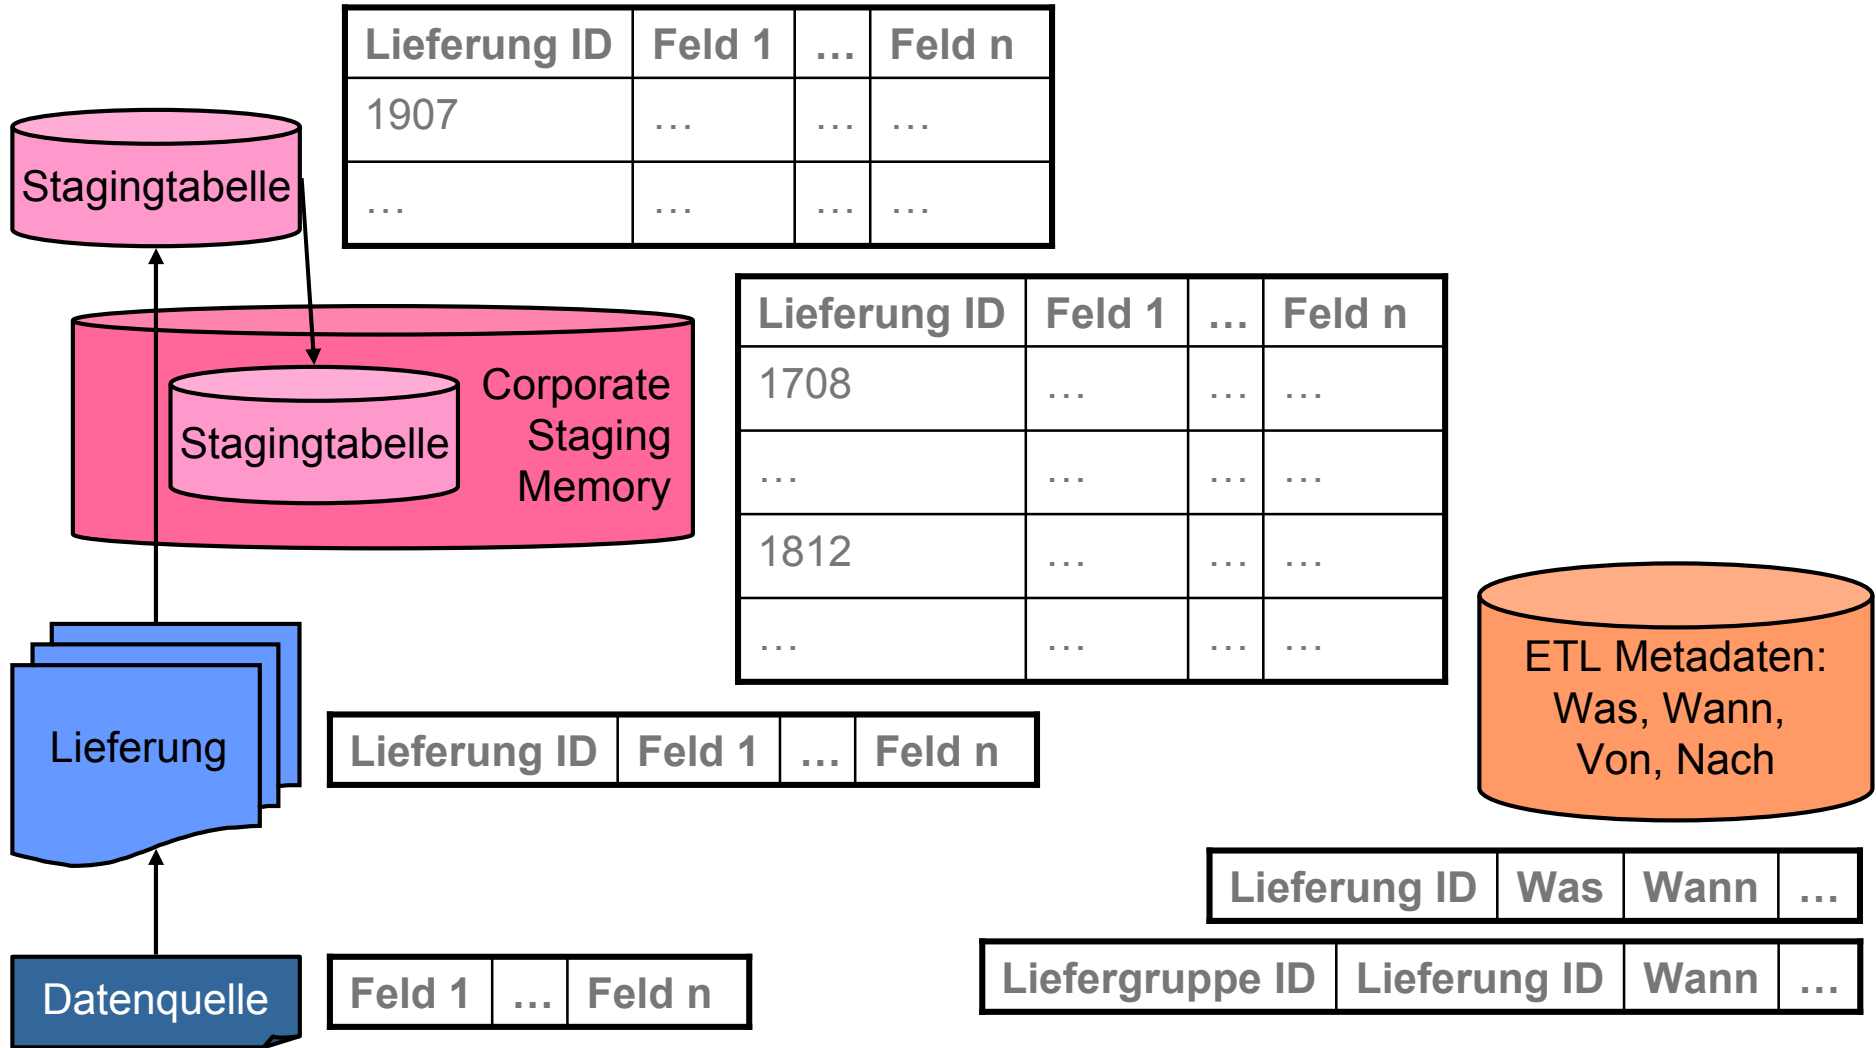 Lieferung ID Feld 1 … Feld n
1907 … … …
… … … …
Stagingtabelle
Lieferung ID Feld 1 … Feld n
1708 … … …
… … … …
1812 … … …
… … … …
Corporate
Staging
Memory
Stagingtabelle
ETL Metadaten:
Was, Wann,
Von, Nach
Lieferung
Lieferung ID Feld 1 … Feld n
Lieferung ID Was Wann …
Liefergruppe ID Lieferung ID Wann …
Datenquelle
Feld 1 … Feld n